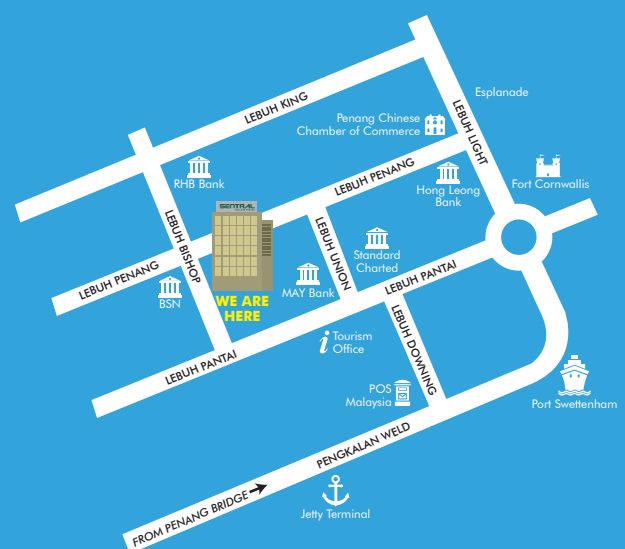 LEBUH KING
Esplanade
Penang Chinese
Chamber of Commerce
LEBUH LIGHT
RHB Bank
LEBUH PENANG
Hong Leong
Bank
Fort Cornwallis
SENTRAL
LEBUH BISHOP
LEBUH UNION
Standard
Charted
LEBUH PENANG
BSN
WE ARE
HERE
MAY Bank
LEBUH PANTAI
Tourism
Office
LEBUH PANTAI
LEBUH DOWNING
POS
Malaysia
Port Swettenham
PENGKALAN WELD
FROM PENANG BRIDGE
Jetty Terminal